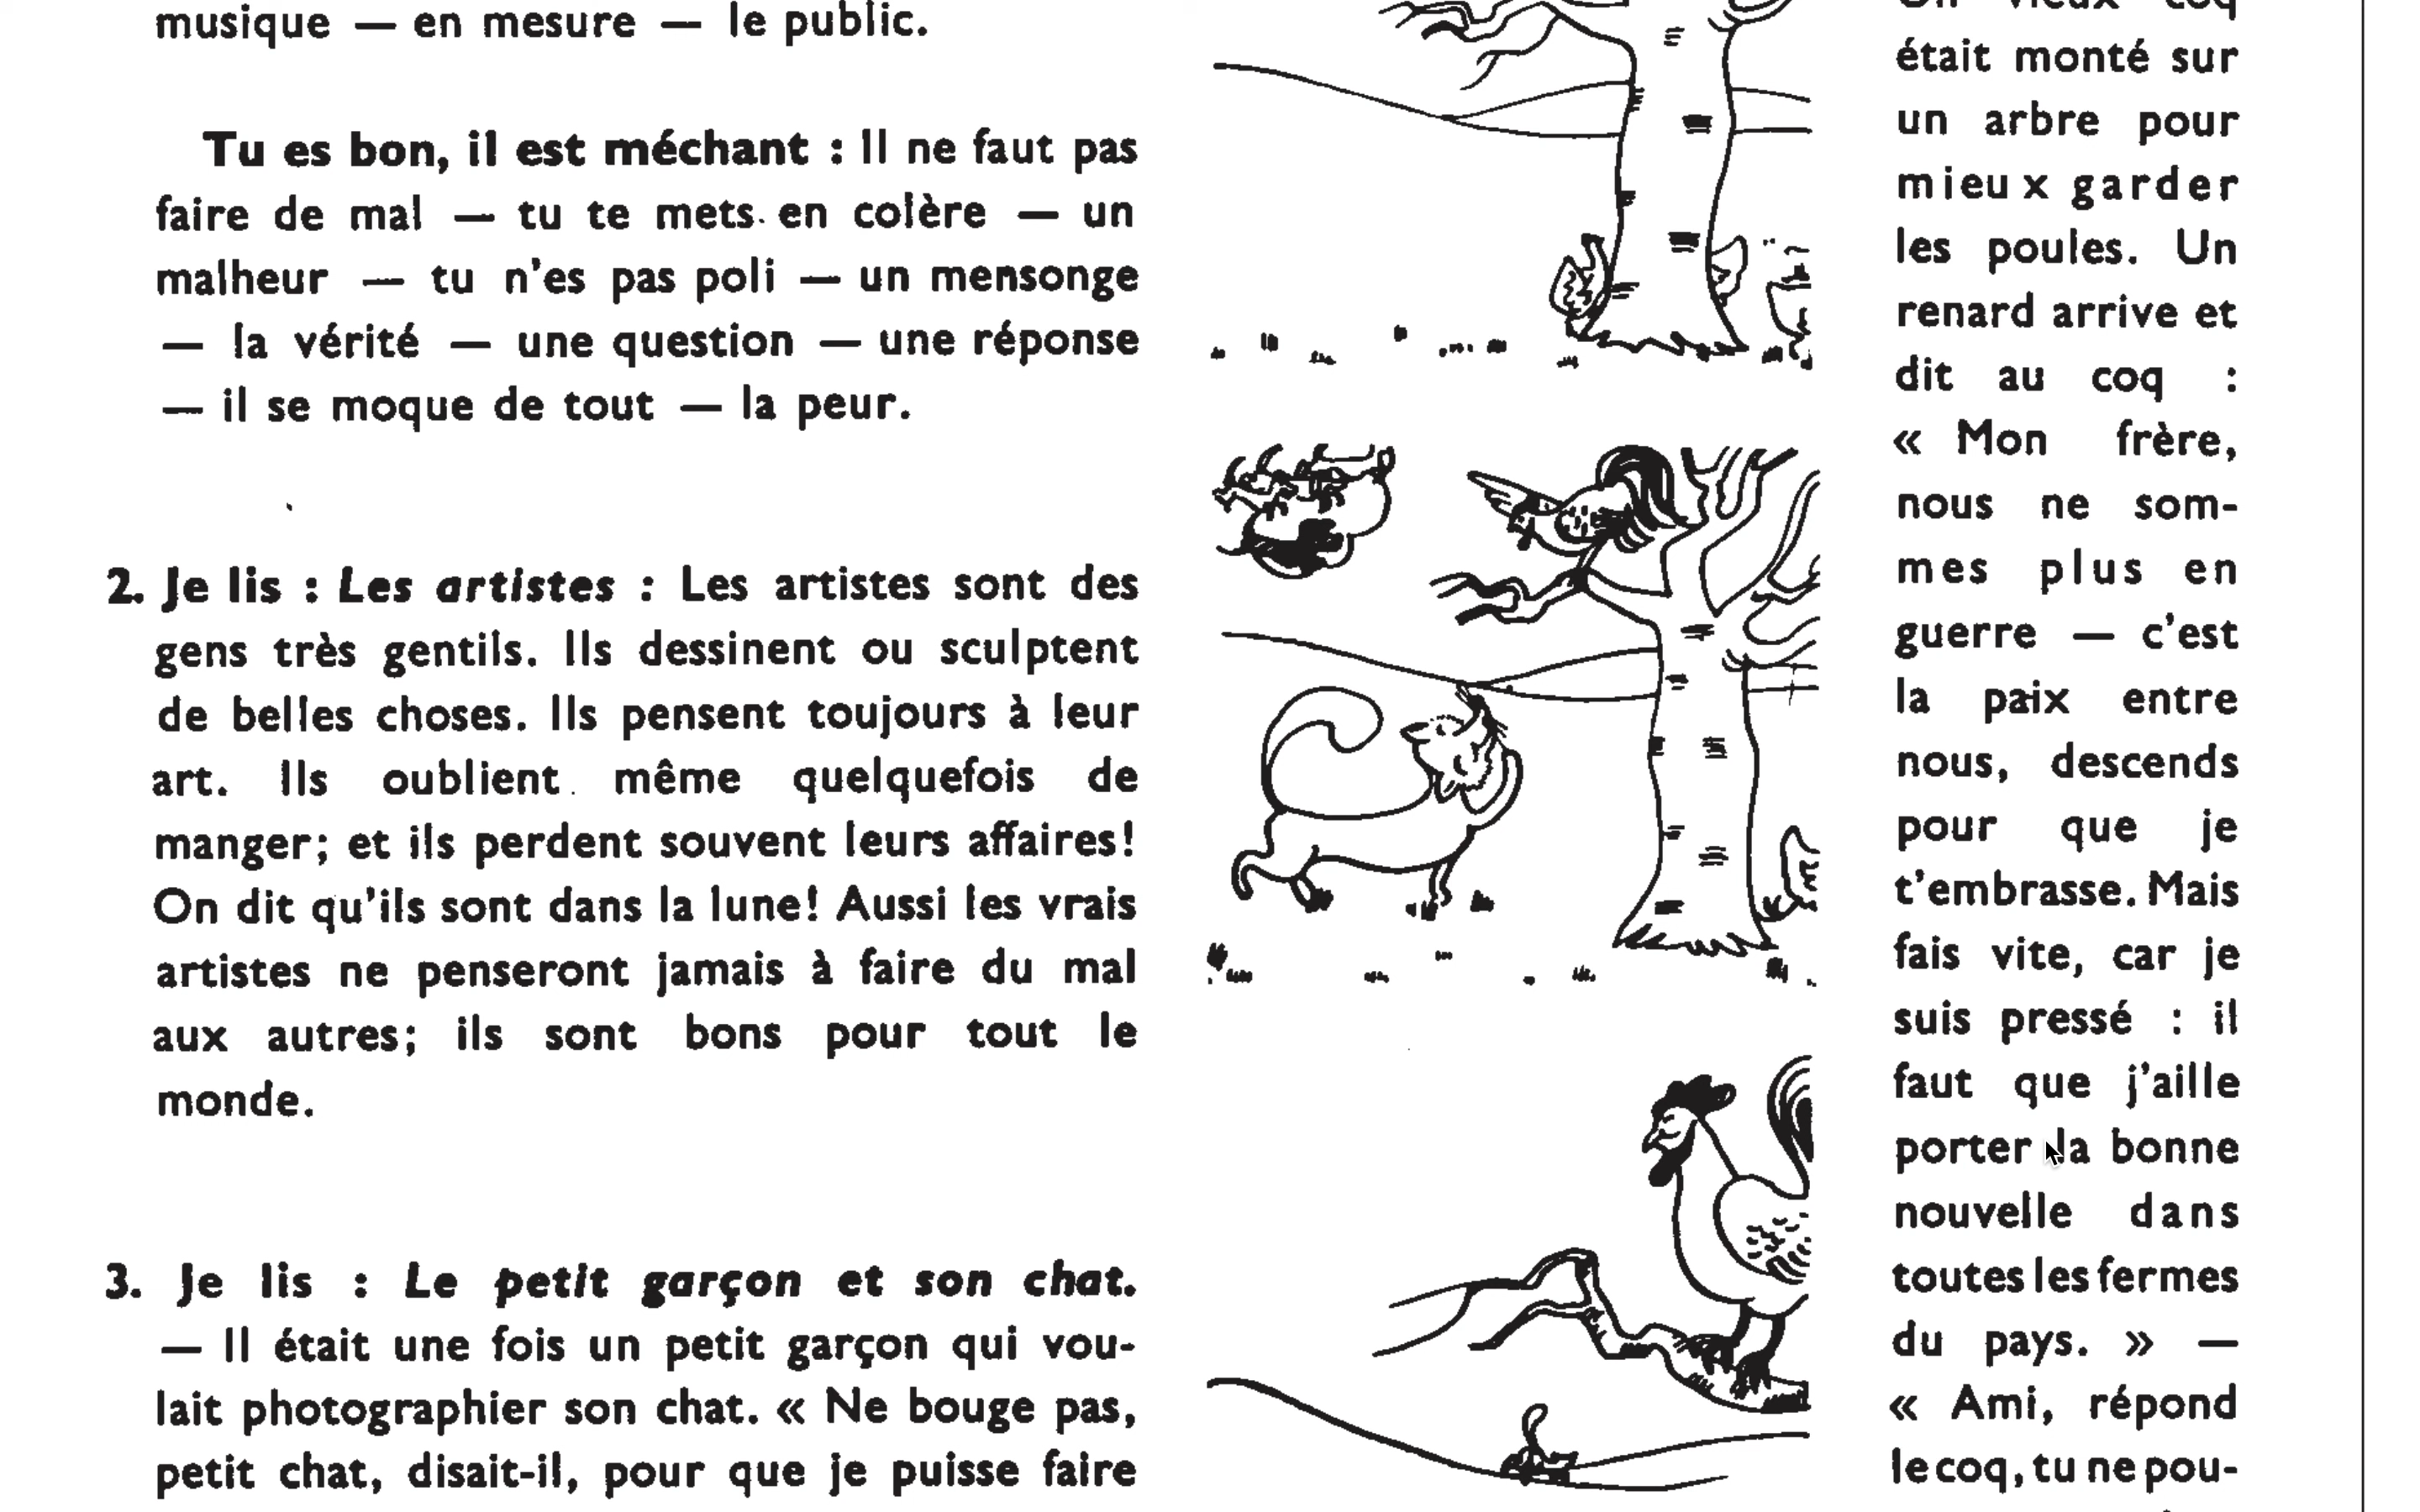 musique — en mesure — le public.
Tu es bon, il est méchant : Il ne faut pas
faire de mal — tu te mets en colère — un
malheur — tu n'es pas poli — un mensonge
— la vérité — une question — une réponse
— il se moque de tout — la peur.
2. Je lis : Les artistes : Les artistes sont des
gens très gentils. Ils dessinent ou sculptent
de belles choses. Ils pensent toujours à leur
art. Ils oublient même quelquefois de
manger; et ils perdent souvent leurs affaires!
On dit qu'ils sont dans la lune! Aussi les vrais
artistes ne penseront jamais à faire du mal
aux autres; ils sont bons pour tout le
monde.
3. Je lis : Le petit garçon et son chat.
— Il était une fois un petit garçon qui vou-
lait photographier son chat. « Ne bouge pas,
petit chat, disait-il, pour que je puisse faire
Un vieux coq
était monté sur
un arbre pour
mieux garder
les poules. Un
renard arrive et
dit au coq :
« Mon frère,
nous ne som-
mes plus en
guerre — c'est
la paix entre
nous, descends
pour que je
t'embrasse. Mais
fais vite, car je
suis pressé : il
faut que j'aille
porter la bonne
nouvelle dans
toutes les fermes
du pays. » —
« Ami, répond
le coq, tu ne pou-